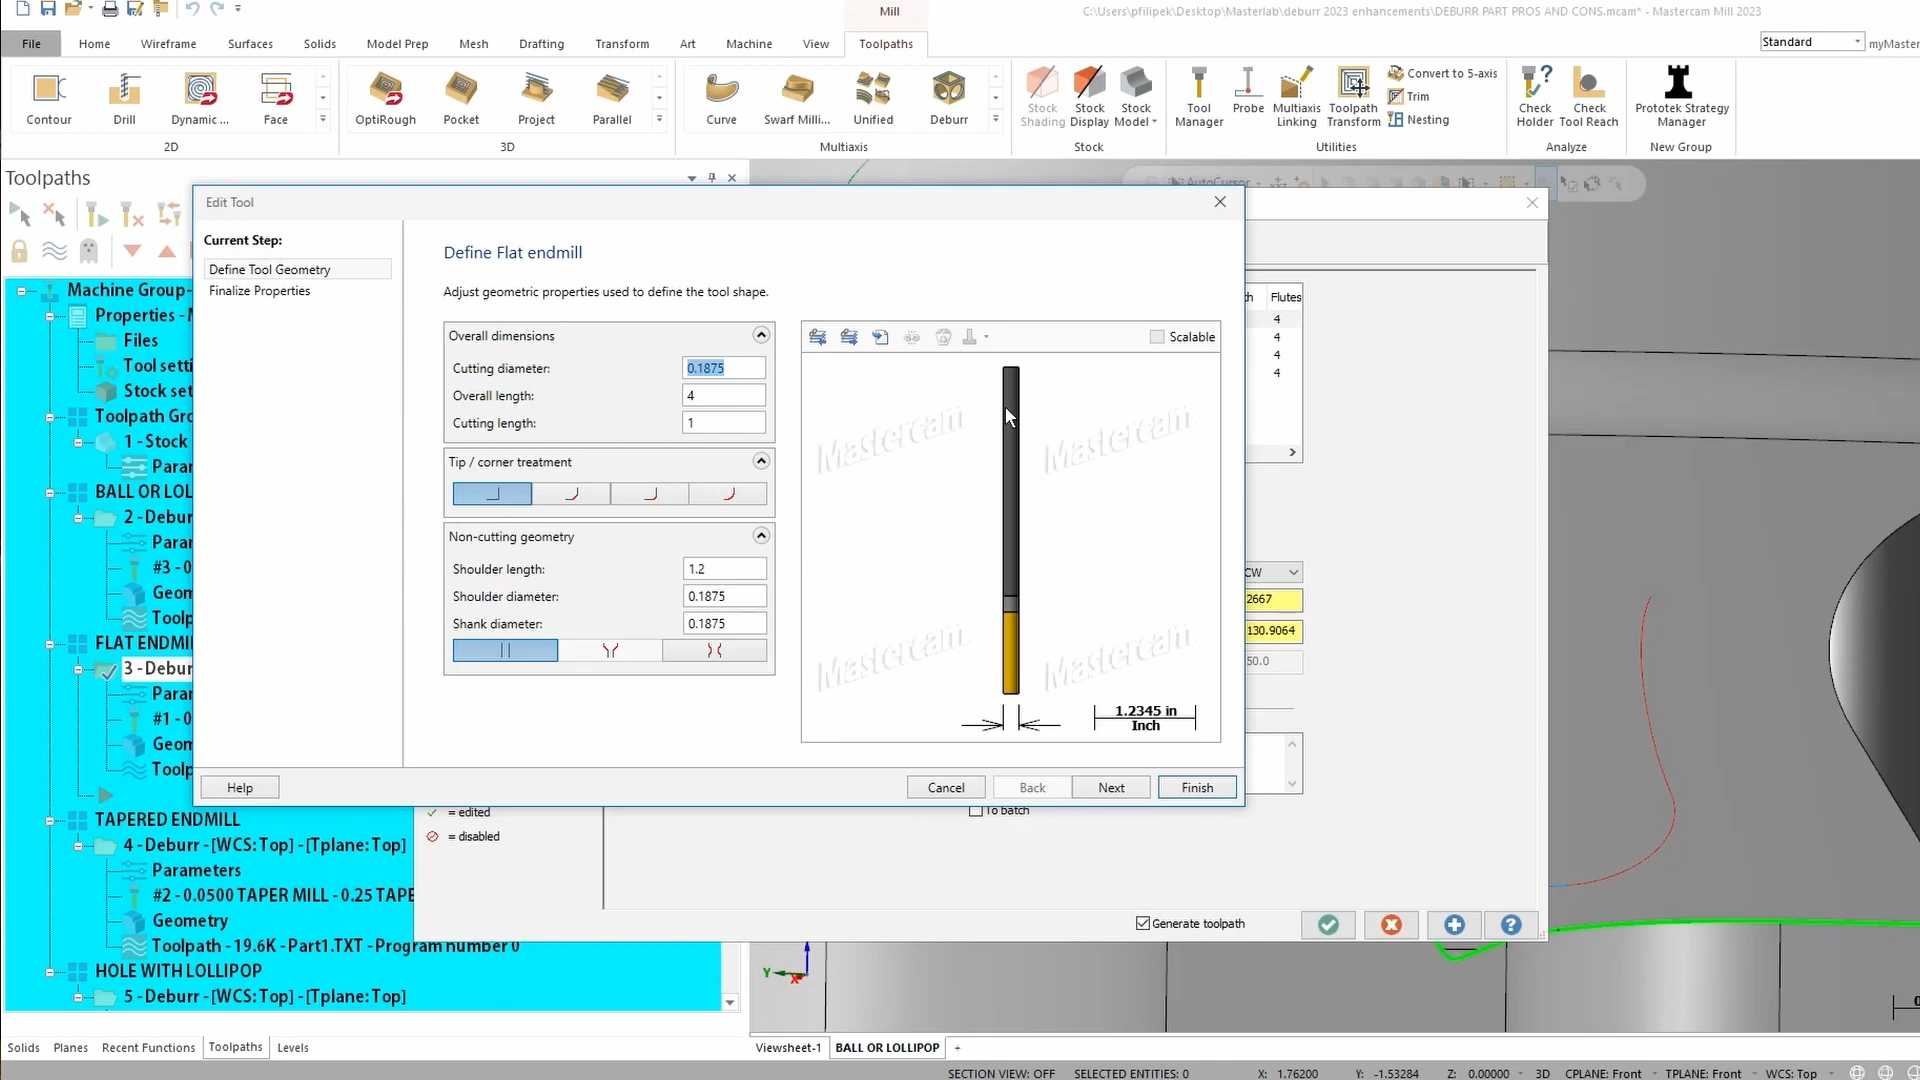 Mill
C:\Users\pfilipek\Desktop\Masterlab\deburr 2023 enhancements\DEBURR PART PROS AND CONS.mcam* - Mastercam Mill 2023
File
Home
Wireframe
Surfaces
Solids
Model Prep
Mesh
Drafting
Transform
Art
Machine
View
Toolpaths
Standard
myMaster
Contour
Drill
Dynamic ...
Face
OptiRough
Pocket
Project
Parallel
Curve
Swarf Milli...
Unified
Deburr
Stock Shading
Stock Display
Stock Model
Tool Manager
Probe
Multiaxis Linking
Toolpath Transform
Convert to 5-axis
Trim
Nesting
Check Holder
Check Tool Reach
Prototek Strategy Manager
2D
3D
Multiaxis
Stock
Utilities
Analyze
New Group
Toolpaths
AutoCursor
Machine Group-
Properties - M
Files
Tool setti
Stock set
Toolpath Gro
1 - Stock
Parar
BALL OR LOL
2 - Debur
Parar
#3 - 0
Geom
Toolp
FLAT ENDMI
3 - Debur
Parar
#1 - 0
Geom
Toolp
TAPERED ENDMILL
4 - Deburr - [WCS: Top] - [Tplane: Top]
Parameters
#2 - 0.0500 TAPER MILL - 0.25 TAPE
Geometry
Toolpath - 19.6K - Part1.TXT - Program number 0
HOLE WITH LOLLIPOP
5 - Deburr - [WCS: Top] - [Tplane: Top]
Edit Tool
Current Step:
Define Tool Geometry
Finalize Properties
Define Flat endmill
Adjust geometric properties used to define the tool shape.
Overall dimensions
Cutting diameter: 0.1875
Overall length: 4
Cutting length: 1
Tip / corner treatment
Non-cutting geometry
Shoulder length: 1.2
Shoulder diameter: 0.1875
Shank diameter: 0.1875
Scalable
Mastercam
Mastercam
Mastercam
Mastercam
1.2345 in
Inch
Help
Cancel
Back
Next
Finish
th
Flutes
4
4
4
4
CW
2667
130.9064
50.0
= edited
= disabled
To batch
Generate toolpath
Y
X
Solids
Planes
Recent Functions
Toolpaths
Levels
Viewsheet-1
BALL OR LOLLIPOP
+
SECTION VIEW: OFF
SELECTED ENTITIES: 0
X: 1.76200
Y: -1.53284
Z: 0.00000
3D
CPLANE: Front
TPLANE: Front
WCS: Top